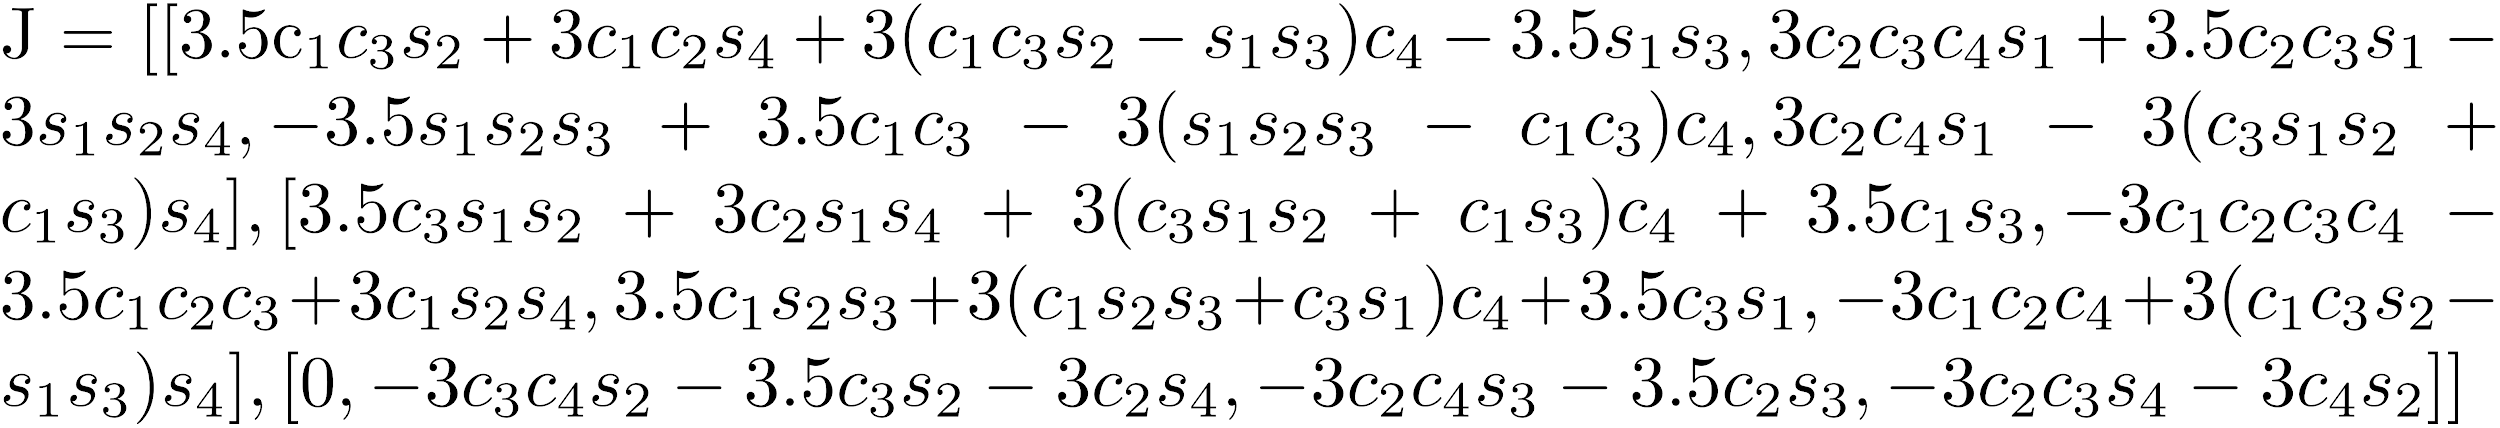 J = [[3.5c₁c₃s₂ + 3c₁c₂s₄ + 3(c₁c₃s₂ − s₁s₃)c₄ − 3.5s₁s₃, 3c₂c₃c₄s₁ + 3.5c₂c₃s₁ −
3s₁s₂s₄, −3.5s₁s₂s₃ + 3.5c₁c₃ − 3(s₁s₂s₃ − c₁c₃)c₄, 3c₂c₄s₁ − 3(c₃s₁s₂ +
c₁s₃)s₄], [3.5c₃s₁s₂ + 3c₂s₁s₄ + 3(c₃s₁s₂ + c₁s₃)c₄ + 3.5c₁s₃, −3c₁c₂c₃c₄ −
3.5c₁c₂c₃ + 3c₁s₂s₄, 3.5c₁s₂s₃ + 3(c₁s₂s₃ + c₃s₁)c₄ + 3.5c₃s₁, −3c₁c₂c₄ + 3(c₁c₃s₂ −
s₁s₃)s₄], [0, −3c₃c₄s₂ − 3.5c₃s₂ − 3c₂s₄, −3c₂c₄s₃ − 3.5c₂s₃, −3c₂c₃s₄ − 3c₄s₂]]